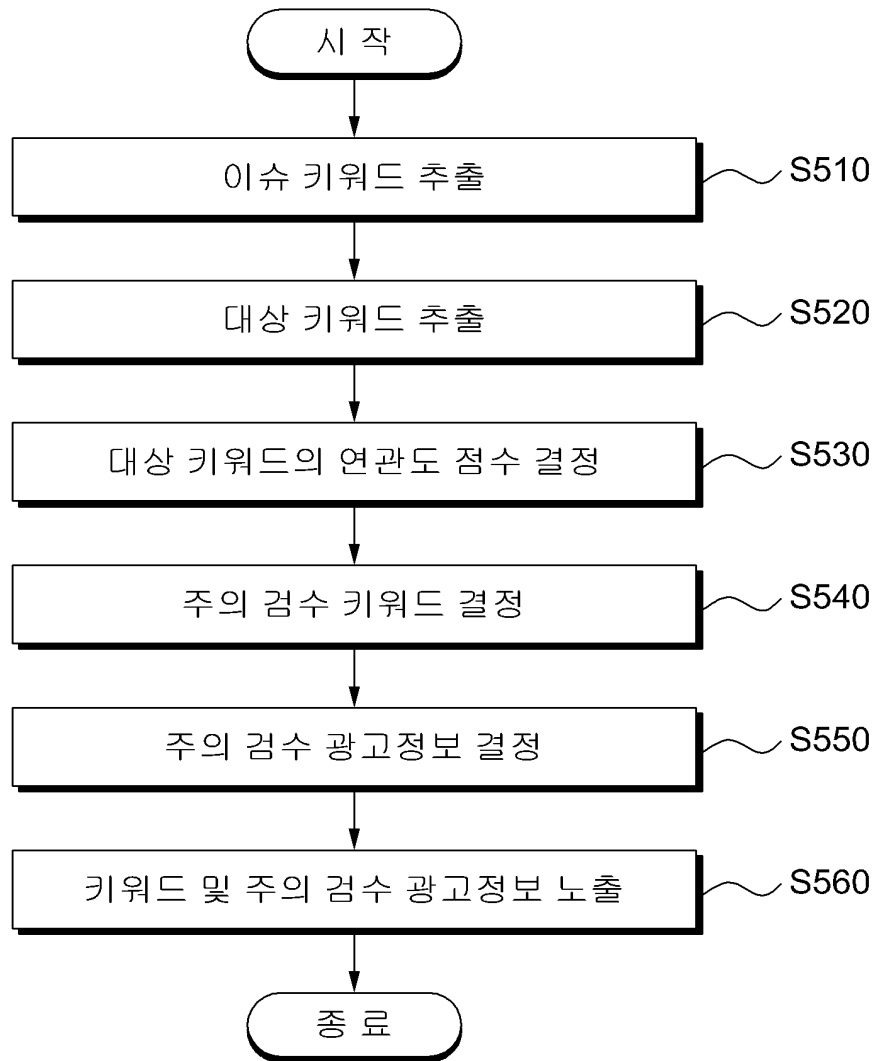 시 작
이슈 키워드 추출
S510
대상 키워드 추출
S520
대상 키워드의 연관도 점수 결정
S530
주의 검수 키워드 결정
S540
주의 검수 광고정보 결정
S550
키워드 및 주의 검수 광고정보 노출
S560
종 료